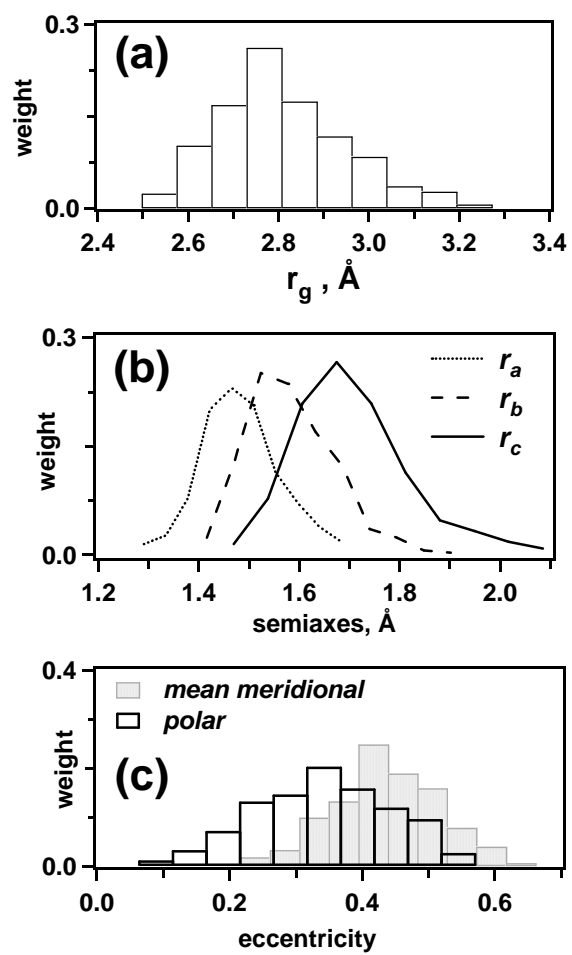 0.3
(a)
weight
0.0
2.4 2.6 2.8 3.0 3.2 3.4
r_g , Å
0.3
(b)
r_a
r_b
r_c
weight
0.0
1.2 1.4 1.6 1.8 2.0
semiaxes, Å
0.4
mean meridional
polar
(c)
weight
0.0
0.0 0.2 0.4 0.6
eccentricity